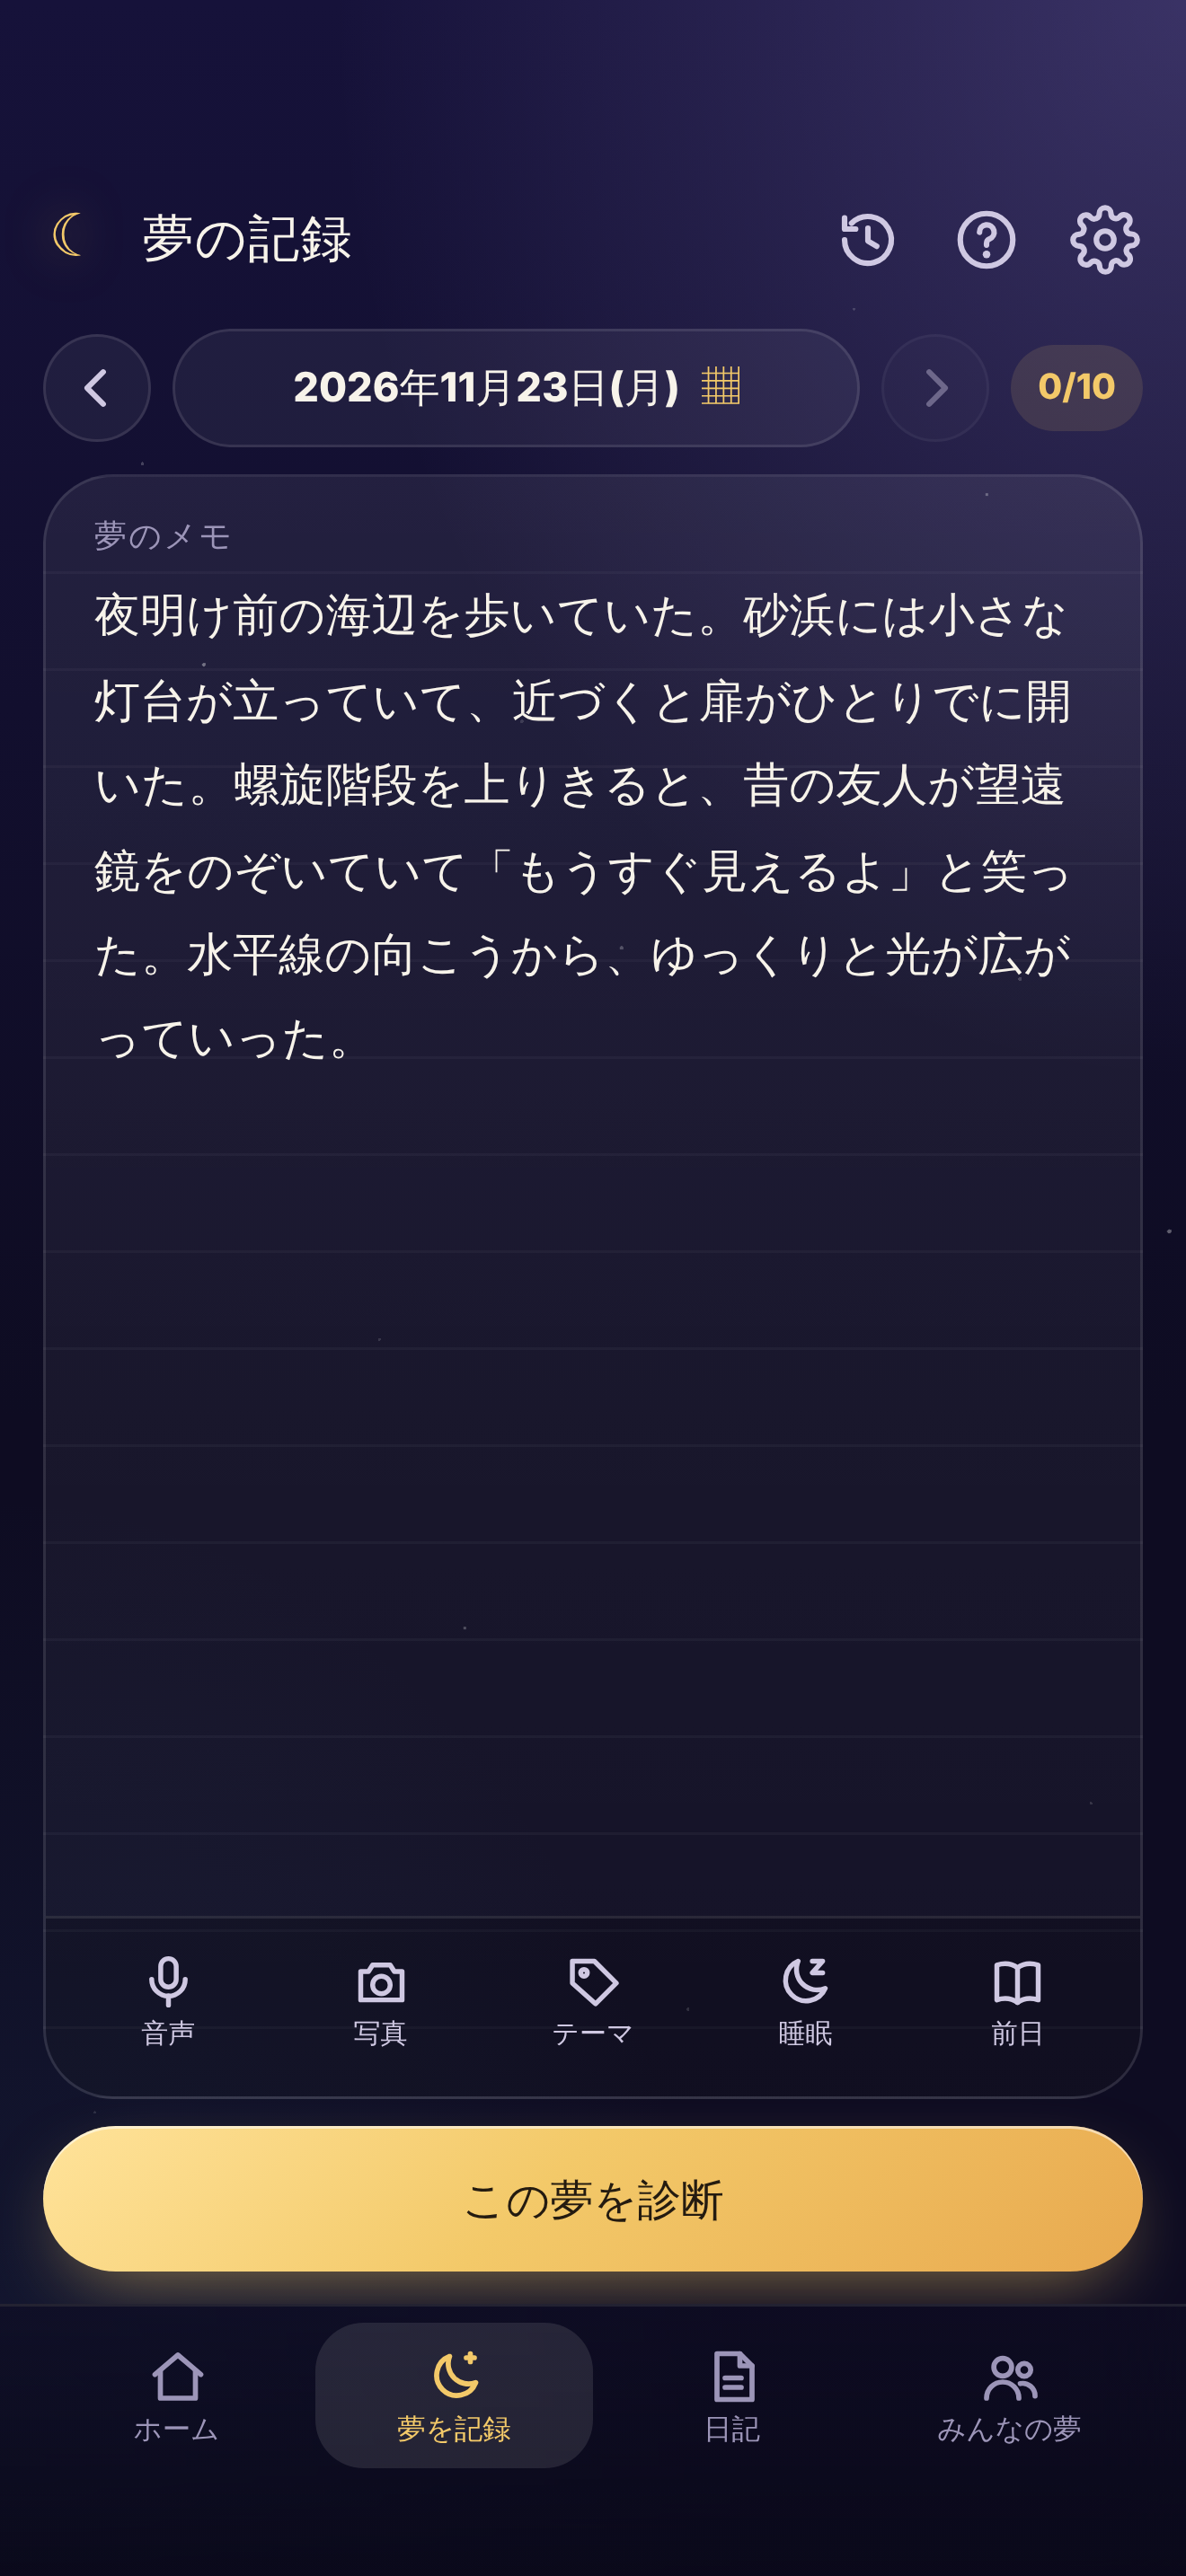 夢の記録
2026年11月23日(月)
0/10
夢のメモ
夜明け前の海辺を歩いていた。砂浜には小さな
灯台が立っていて、近づくと扉がひとりでに開
いた。螺旋階段を上りきると、昔の友人が望遠
鏡をのぞいていて「もうすぐ見えるよ」と笑っ
た。水平線の向こうから、ゆっくりと光が広が
っていった。
音声
写真
テーマ
睡眠
前日
この夢を診断
ホーム
夢を記録
日記
みんなの夢